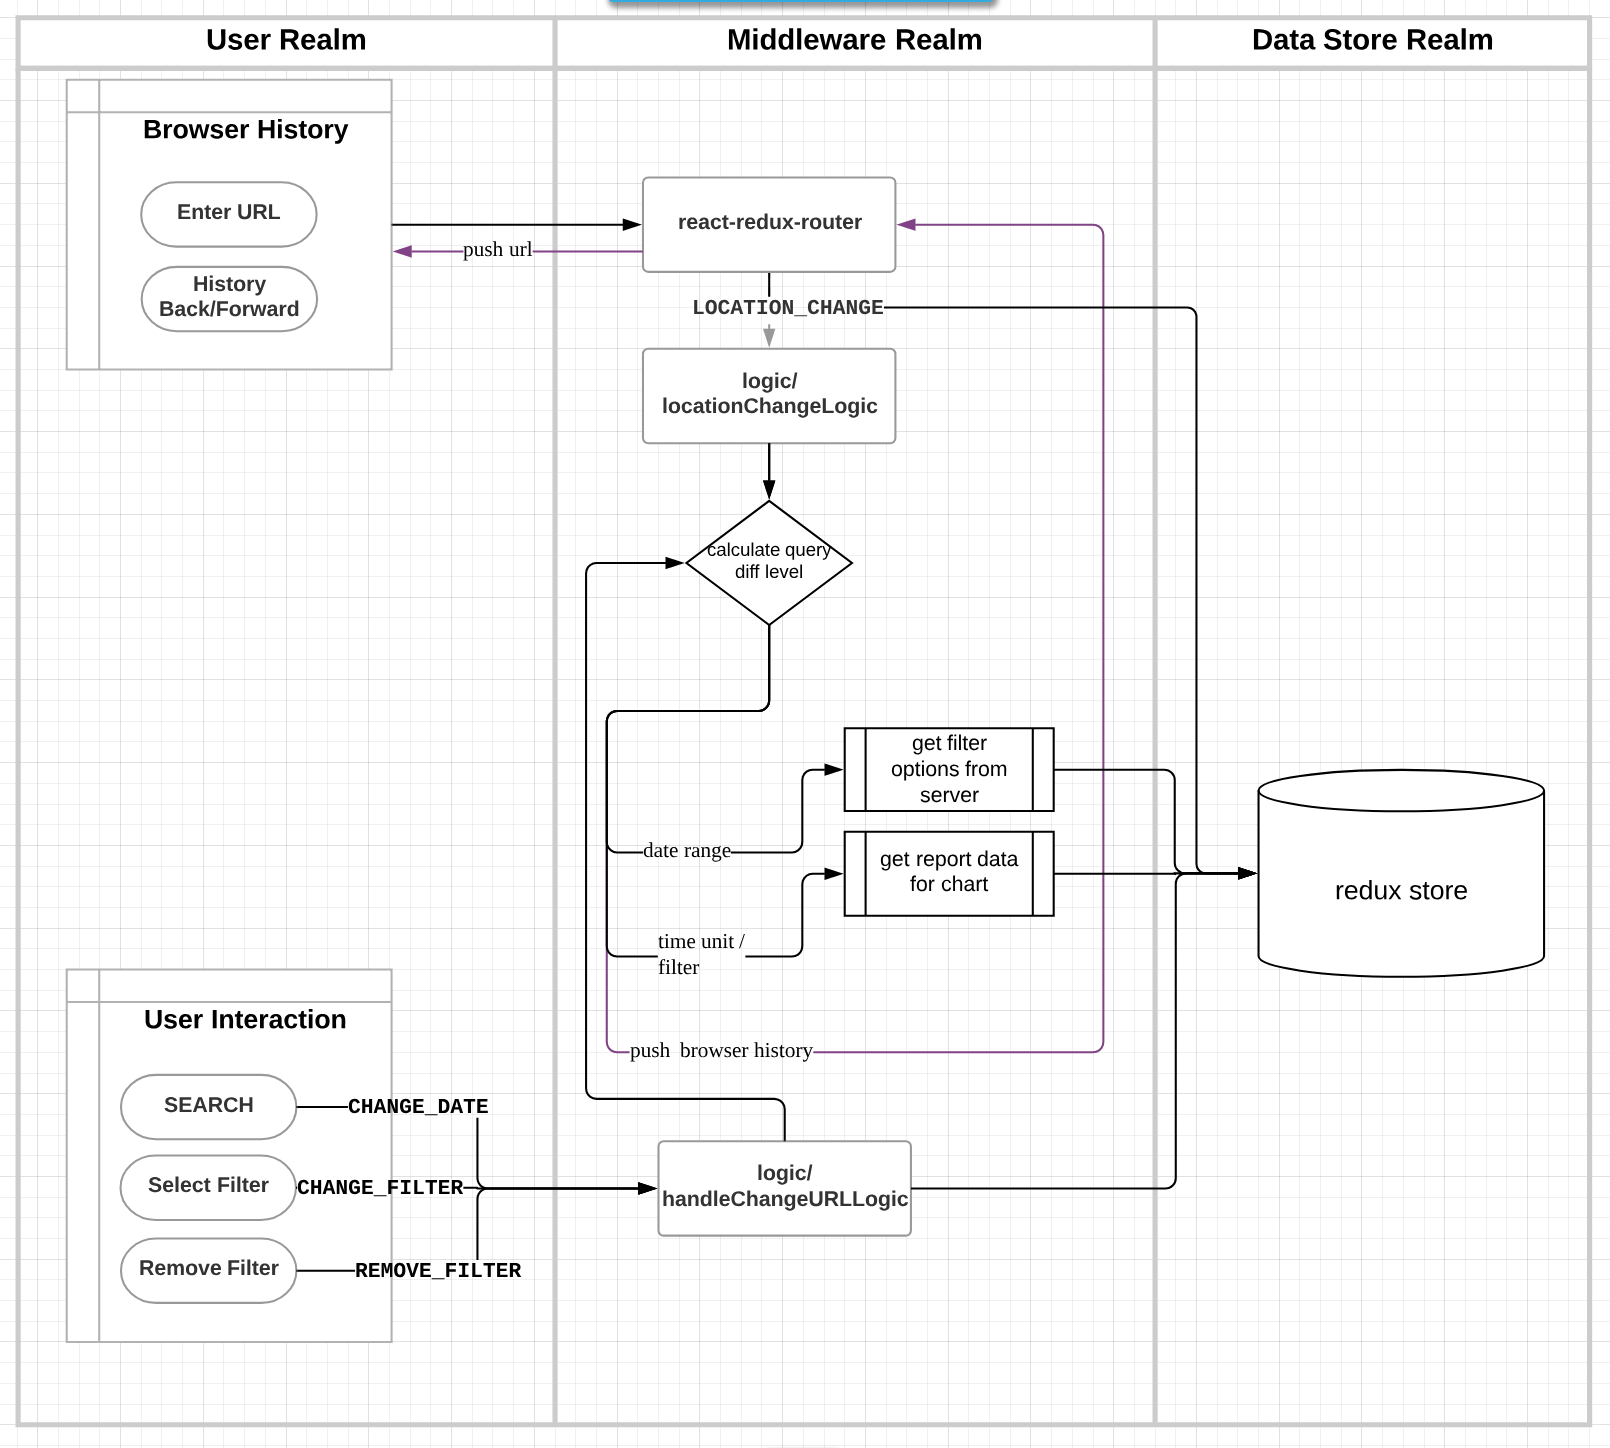 User Realm
Middleware Realm
Data Store Realm
Browser History
Enter URL
History
Back/Forward
push url
react-redux-router
LOCATION_CHANGE
logic/
locationChangeLogic
calculate query
diff level
get filter
options from
server
date range
get report data
for chart
time unit /
filter
redux store
push  browser history
User Interaction
SEARCH
CHANGE_DATE
Select Filter
CHANGE_FILTER
Remove Filter
REMOVE_FILTER
logic/
handleChangeURLLogic